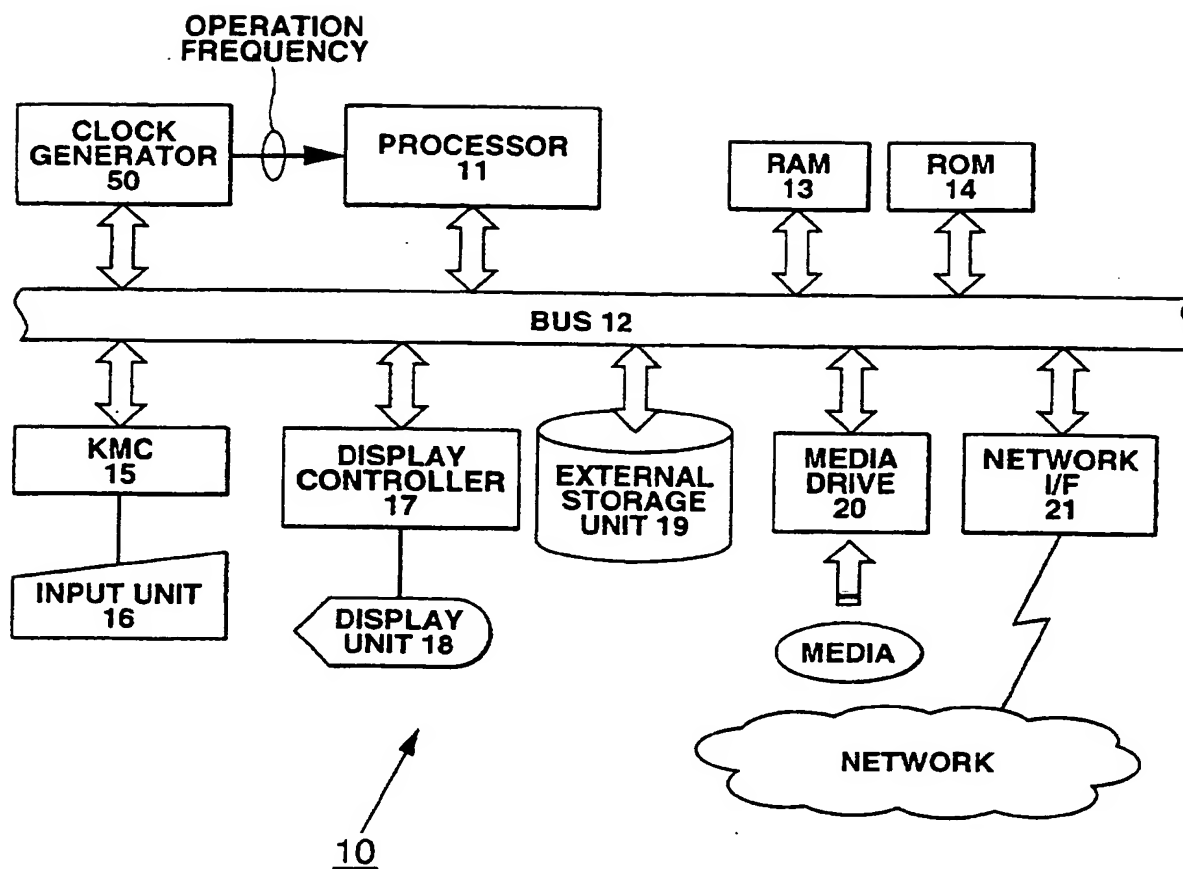 OPERATION
FREQUENCY
CLOCK
GENERATOR
50
PROCESSOR
11
RAM
13
ROM
14
BUS 12
KMC
15
DISPLAY
CONTROLLER
17
EXTERNAL
STORAGE
UNIT 19
MEDIA
DRIVE
20
NETWORK
I/F
21
INPUT UNIT
16
DISPLAY
UNIT 18
MEDIA
NETWORK
10